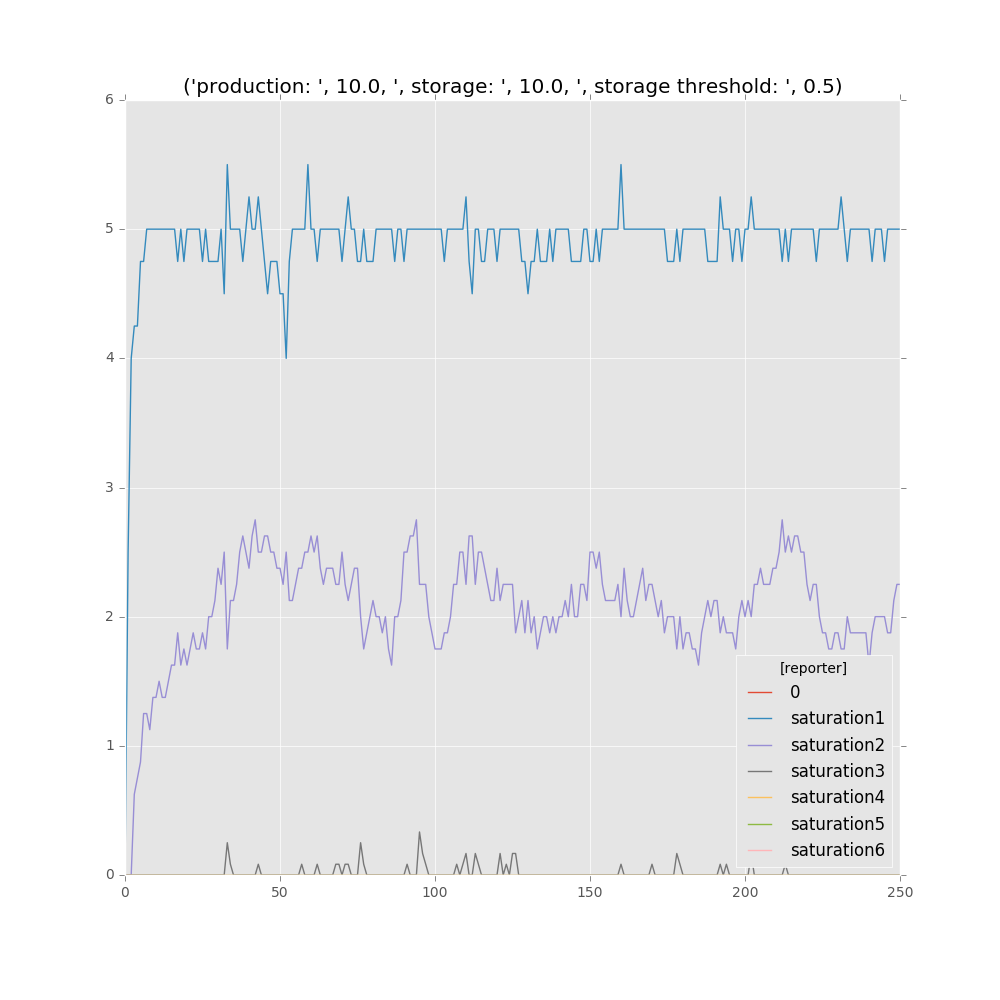 ('production: ', 10.0, ', storage: ', 10.0, ', storage threshold: ', 0.5)
6
5
4
3
2
1
0
0 50 100 150 200 250
[reporter]
0
saturation1
saturation2
saturation3
saturation4
saturation5
saturation6